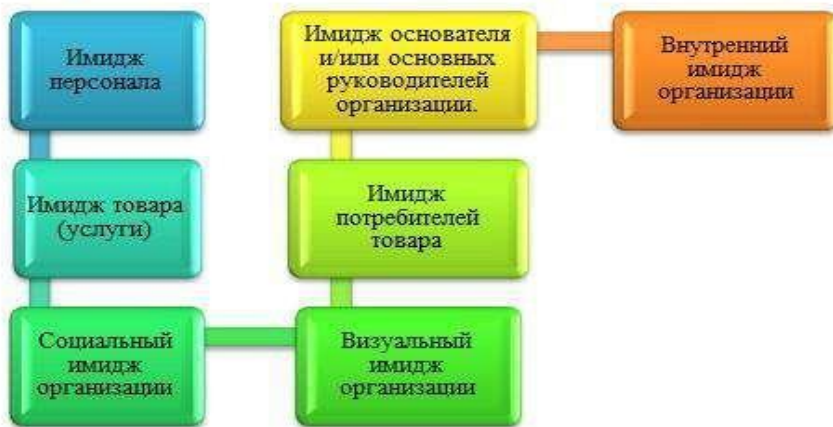 Имидж
персонала
Имидж товара
(услуги)
Социальный
имидж
организации
Визуальный
имидж
организации
Имидж
потребителей
товара
Имидж основателя
и/или основных
руководителей
организации.
Внутренний
имидж
организации